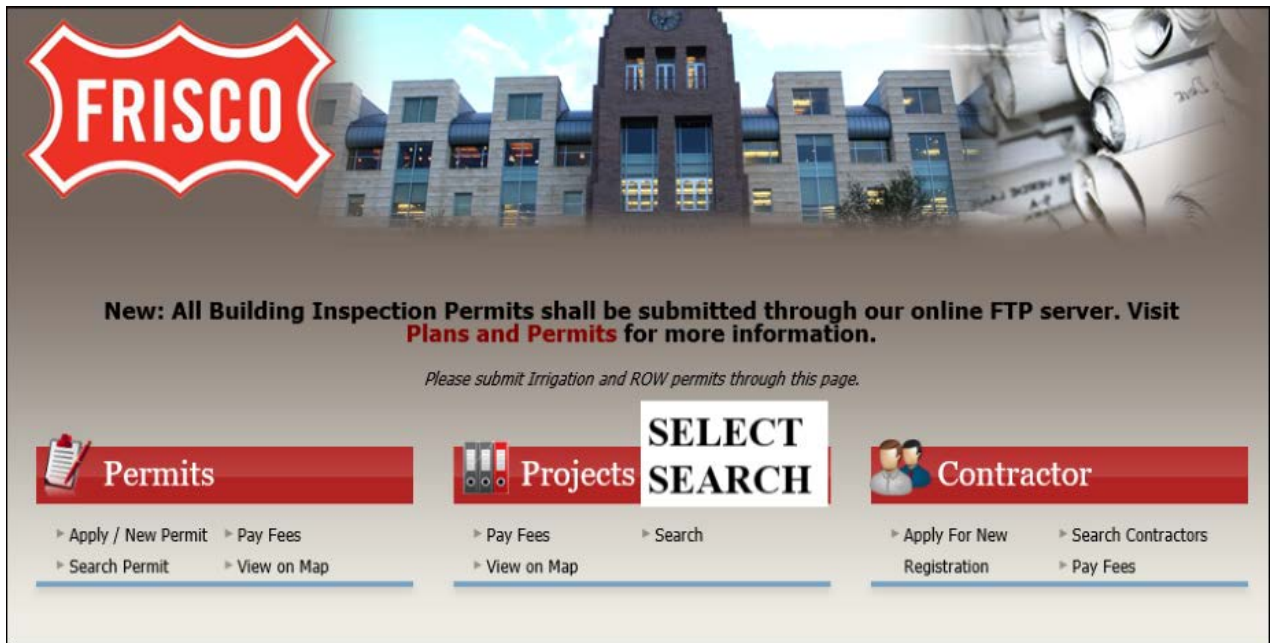 FRISCO
New: All Building Inspection Permits shall be submitted through our online FTP server. Visit
Plans and Permits for more information.
Please submit Irrigation and ROW permits through this page.
Permits
Apply / New Permit
Pay Fees
Search Permit
View on Map
Projects
SELECT
SEARCH
Pay Fees
Search
View on Map
Contractor
Apply For New
Registration
Search Contractors
Pay Fees